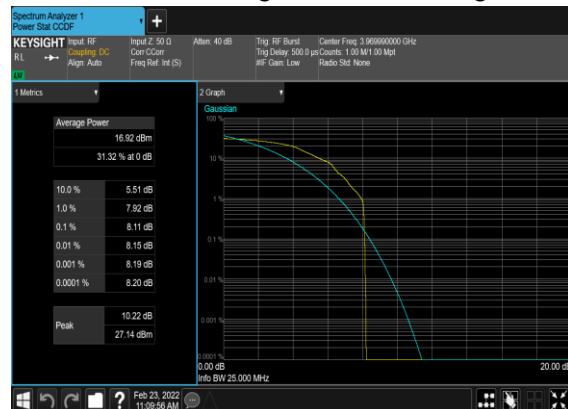 Spectrum Analyzer 1
Power Stat CCDF
+
KEYSIGHT
RL
Input: RF
Coupling: DC
Align: Auto
Input Z: 50 Ω
Corr CCorr
Freq Ref: Int (S)
Atten: 40 dB
Trig: RF Burst
Trig Delay: 500.0 µs
#IF Gain: Low
Center Freq: 3.969990000 GHz
Counts: 1.00 M/1.00 Mpt
Radio Std: None
1 Metrics
Average Power
16.92 dBm
31.32 % at 0 dB
10.0 % 5.51 dB
1.0 % 7.92 dB
0.1 % 8.11 dB
0.01 % 8.15 dB
0.001 % 8.19 dB
0.0001 % 8.20 dB
Peak
10.22 dB
27.14 dBm
2 Graph
Gaussian
100 %
10 %
1 %
0.1 %
0.01 %
0.001 %
0.0001 %
0.00 dB
20.00 dB
Info BW 25.000 MHz
?
Feb 23, 2022
11:09:56 AM